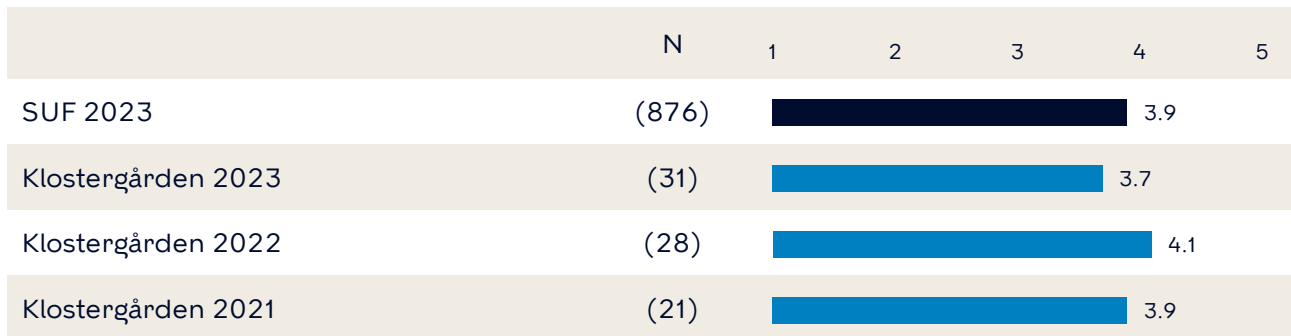 N 1 2 3 4 5
SUF 2023 (876) 3.9
Klostergården 2023 (31) 3.7
Klostergården 2022 (28) 4.1
Klostergården 2021 (21) 3.9